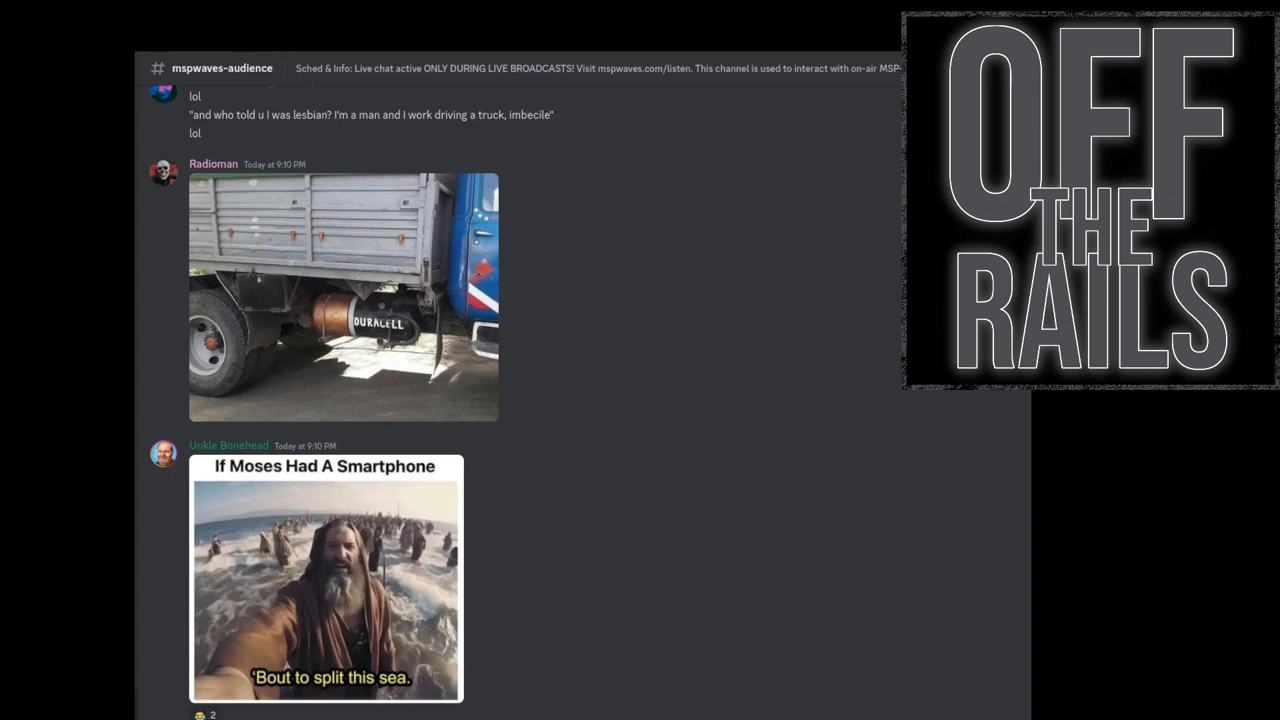 # mspwaves-audience
Sched & Info: Live chat active ONLY DURING LIVE BROADCASTS! Visit mspwaves.com/listen. This channel is used to interact with on-air MSP
lol
"and who told u I was lesbian? I'm a man and I work driving a truck, imbecile"
lol
Radioman Today at 9:10 PM
DURACELL
Unkle Bonehead Today at 9:10 PM
If Moses Had A Smartphone
'Bout to split this sea.
2
OFF
THE
RAILS